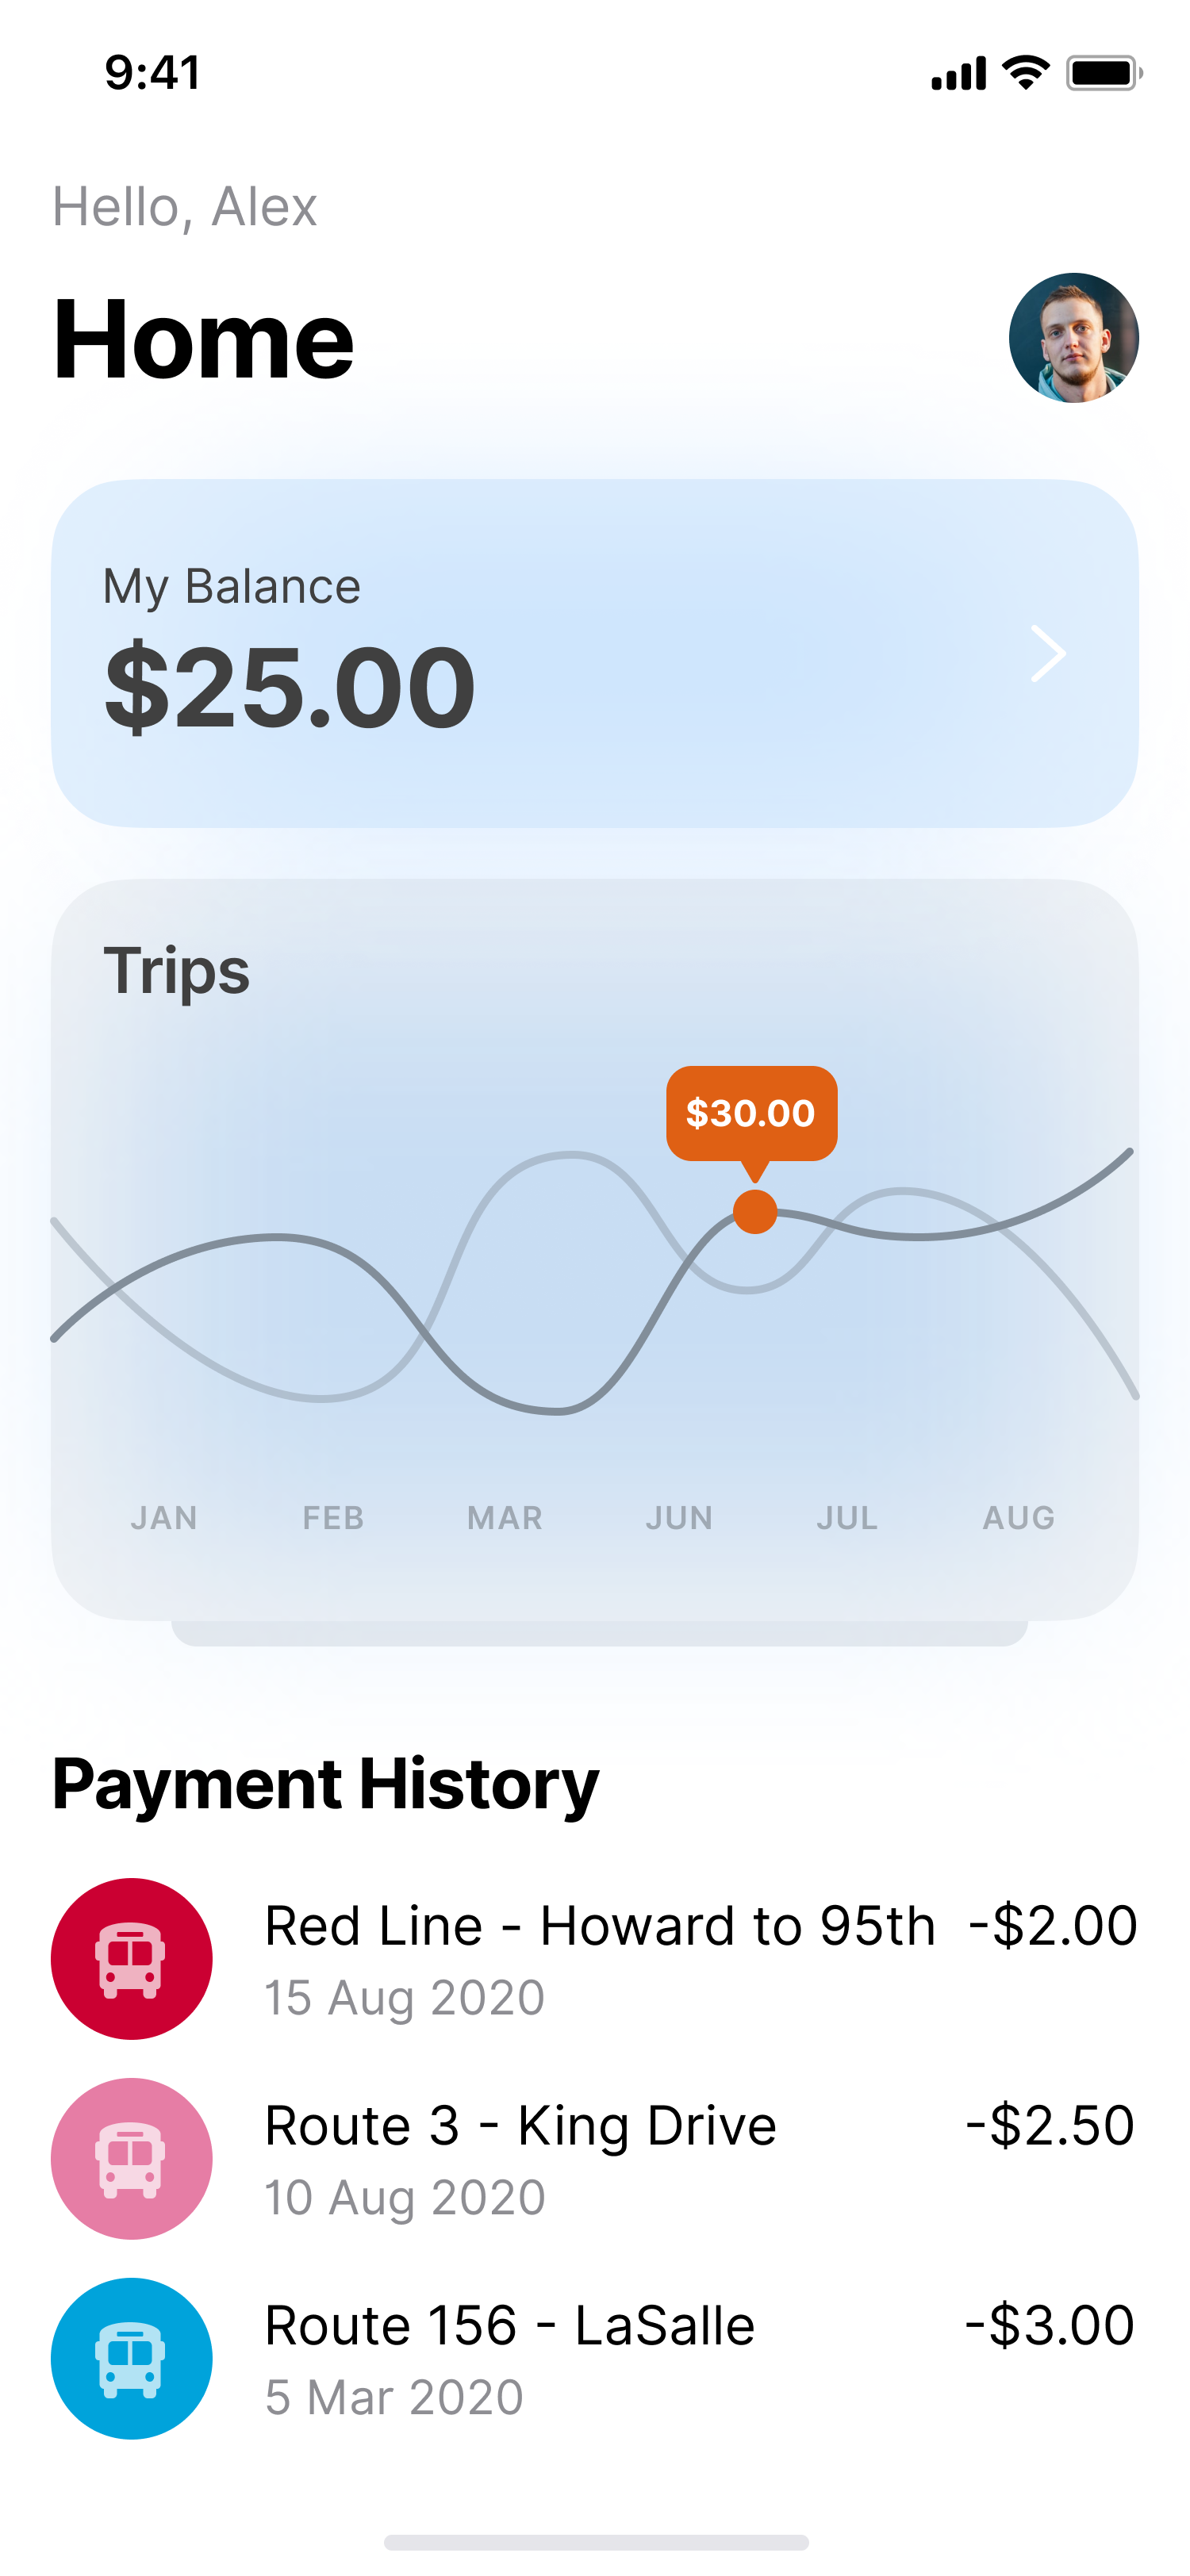 9:41
Hello, Alex
Home
My Balance
$25.00
Trips
$30.00
JAN FEB MAR JUN JUL AUG
Payment History
Red Line - Howard to 95th -$2.00
15 Aug 2020
Route 3 - King Drive -$2.50
10 Aug 2020
Route 156 - LaSalle -$3.00
5 Mar 2020